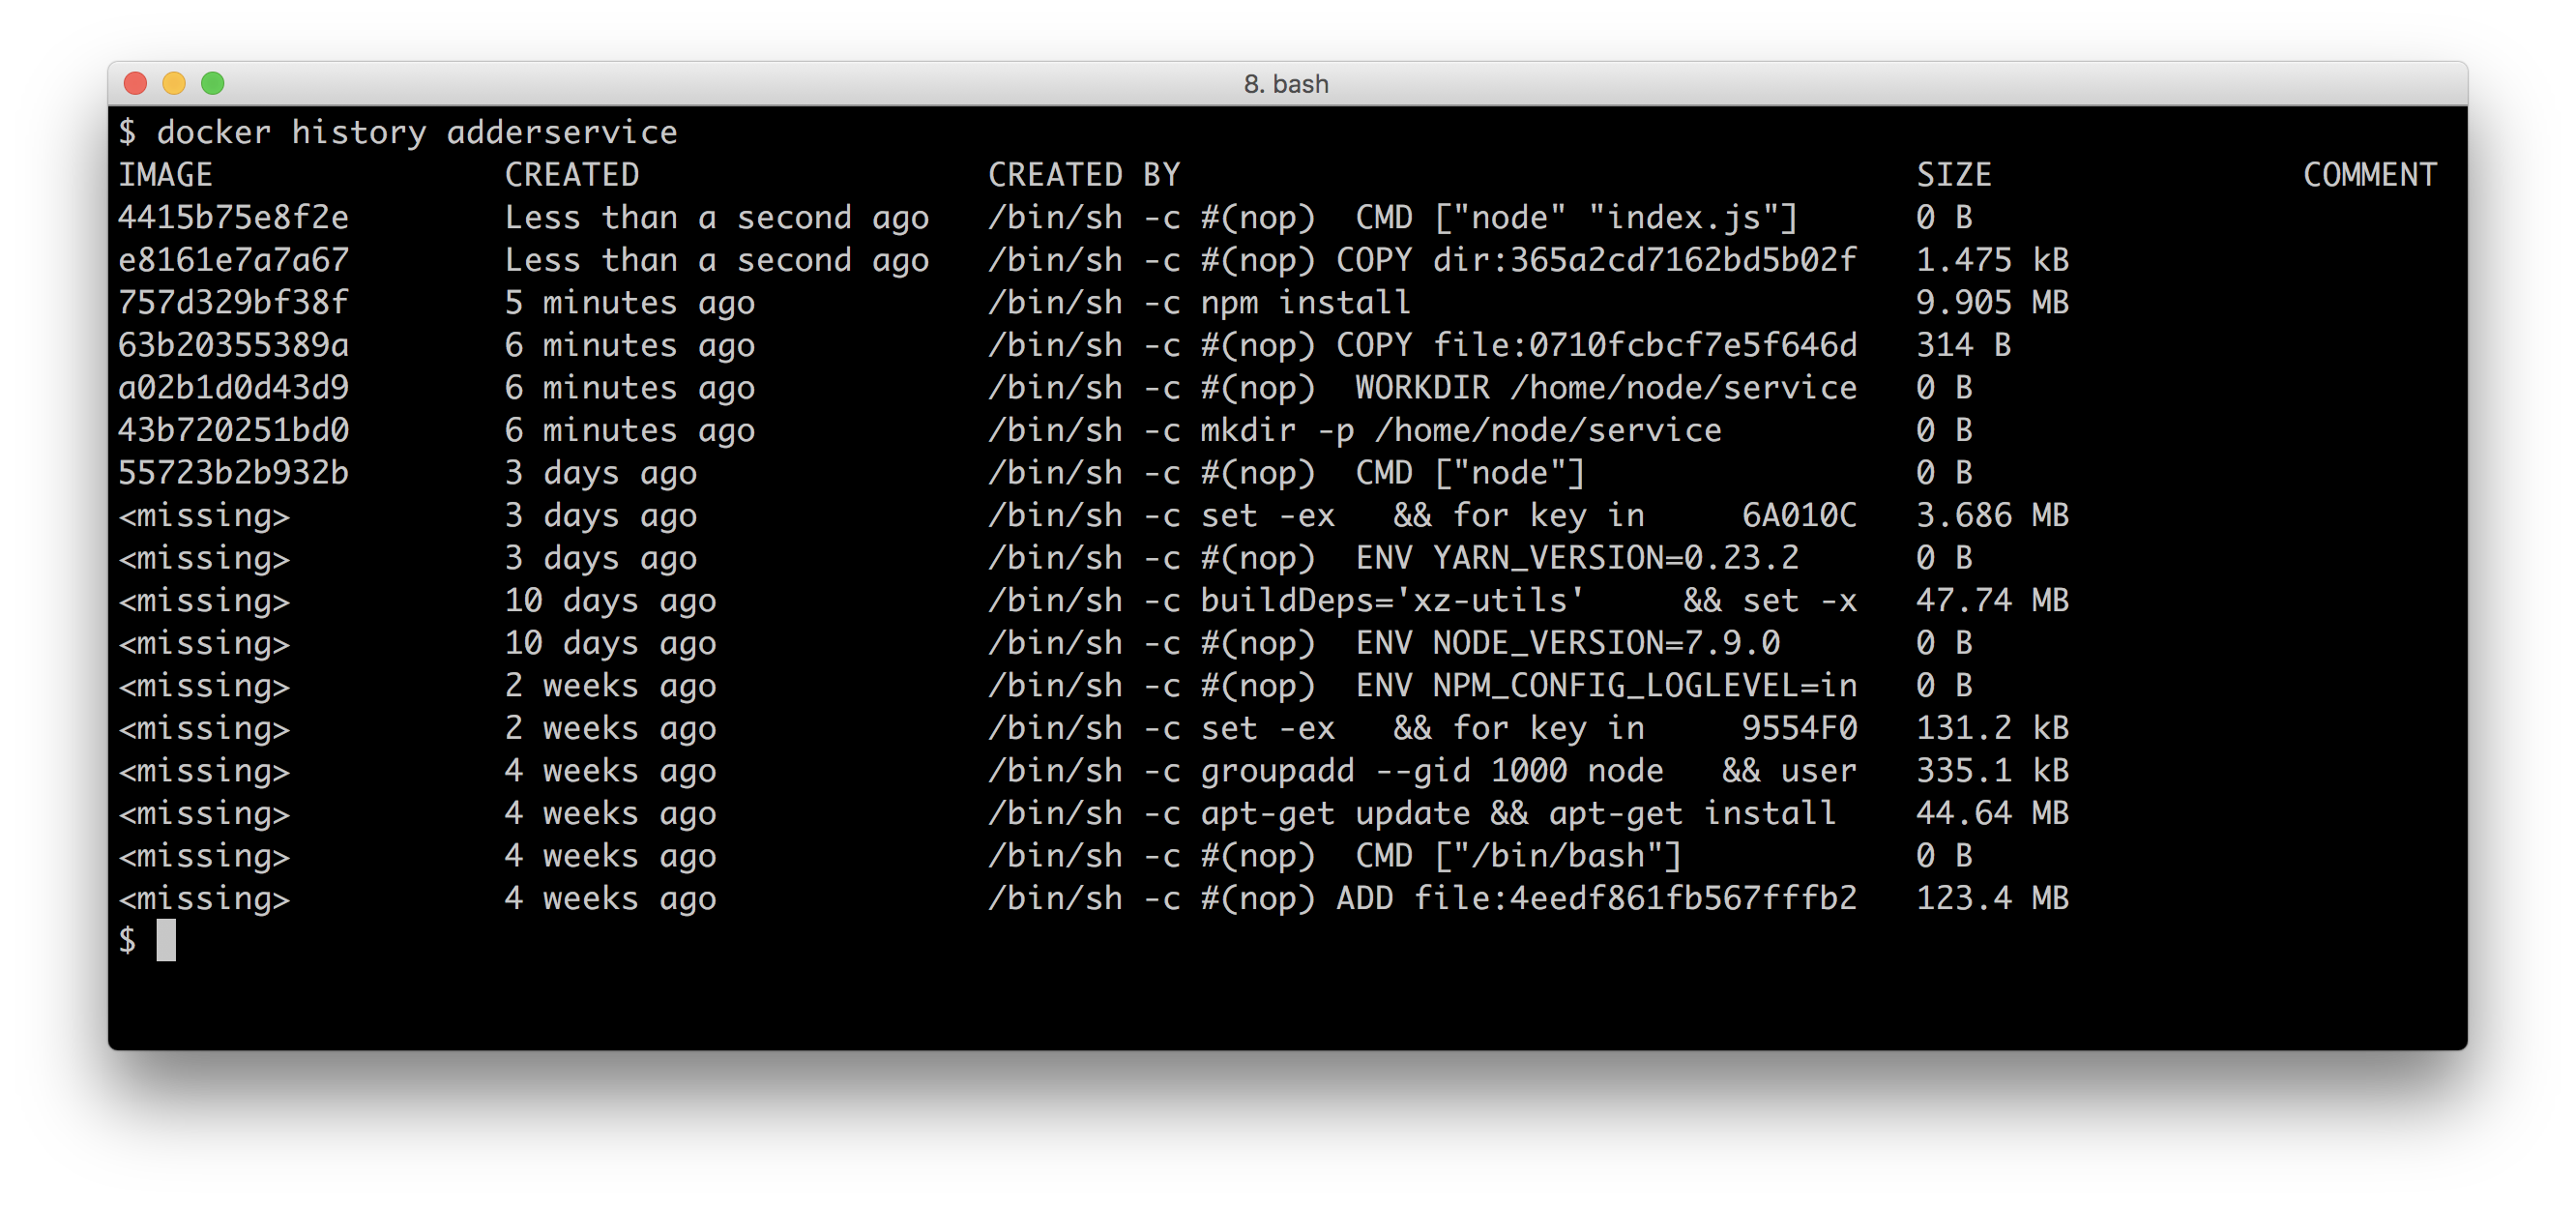 8. bash
$ docker history adderservice
IMAGE               CREATED                  CREATED BY                                      SIZE                COMMENT
4415b75e8f2e        Less than a second ago   /bin/sh -c #(nop)  CMD ["node" "index.js"]      0 B
e8161e7a7a67        Less than a second ago   /bin/sh -c #(nop) COPY dir:365a2cd7162bd5b02f   1.475 kB
757d329bf38f        5 minutes ago            /bin/sh -c npm install                          9.905 MB
63b20355389a        6 minutes ago            /bin/sh -c #(nop) COPY file:0710fcbcf7e5f646d   314 B
a02b1d0d43d9        6 minutes ago            /bin/sh -c #(nop)  WORKDIR /home/node/service   0 B
43b720251bd0        6 minutes ago            /bin/sh -c mkdir -p /home/node/service          0 B
55723b2b932b        3 days ago               /bin/sh -c #(nop)  CMD ["node"]                 0 B
<missing>           3 days ago               /bin/sh -c set -ex   && for key in     6A010C   3.686 MB
<missing>           3 days ago               /bin/sh -c #(nop)  ENV YARN_VERSION=0.23.2      0 B
<missing>           10 days ago              /bin/sh -c buildDeps='xz-utils'     && set -x   47.74 MB
<missing>           10 days ago              /bin/sh -c #(nop)  ENV NODE_VERSION=7.9.0       0 B
<missing>           2 weeks ago              /bin/sh -c #(nop)  ENV NPM_CONFIG_LOGLEVEL=in   0 B
<missing>           2 weeks ago              /bin/sh -c set -ex   && for key in     9554F0   131.2 kB
<missing>           4 weeks ago              /bin/sh -c groupadd --gid 1000 node   && user   335.1 kB
<missing>           4 weeks ago              /bin/sh -c apt-get update && apt-get install    44.64 MB
<missing>           4 weeks ago              /bin/sh -c #(nop)  CMD ["/bin/bash"]            0 B
<missing>           4 weeks ago              /bin/sh -c #(nop) ADD file:4eedf861fb567fffb2   123.4 MB
$